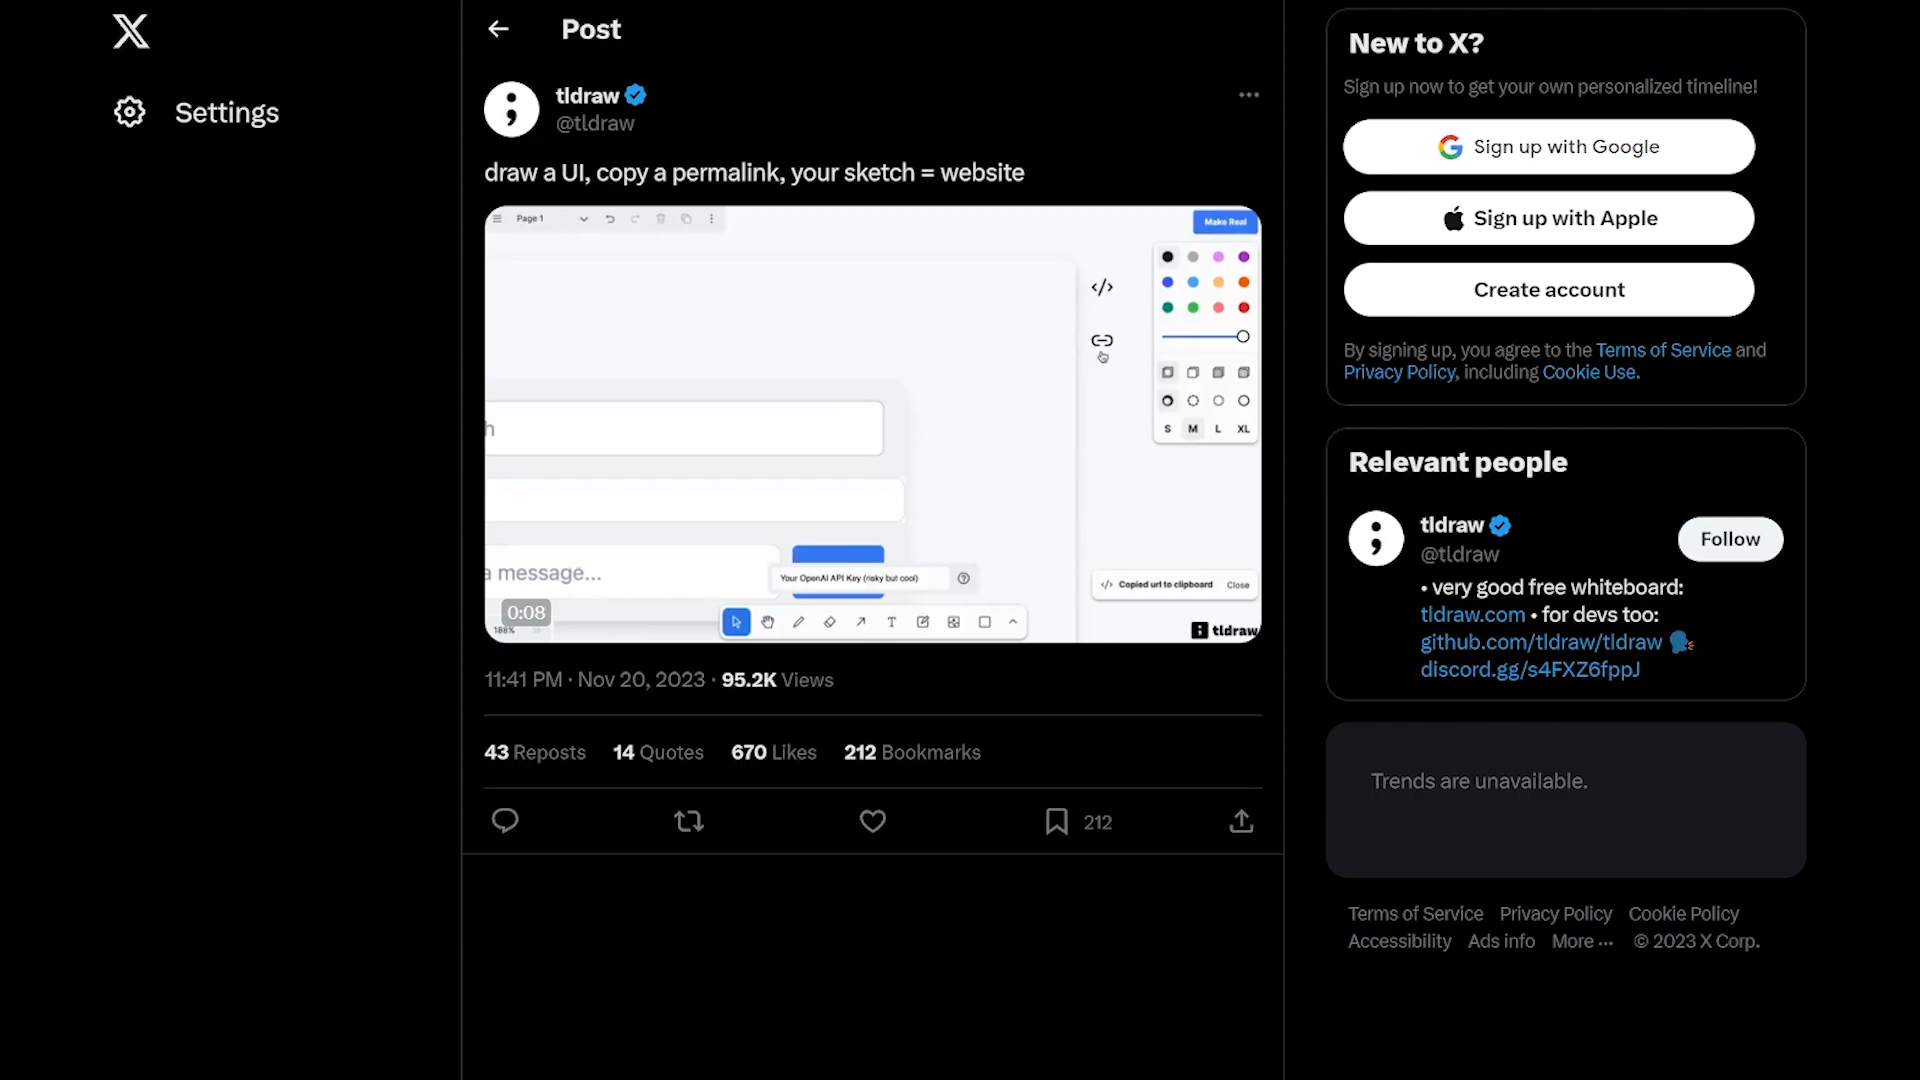 Settings
Post
tldraw
@tldraw
draw a UI, copy a permalink, your sketch = website
Page 1
Make Real
</>
S M L XL
h
a message...
Your OpenAI API Key (risky but cool)
</> Copied url to clipboard Close
0:08
188%
T
tldraw
11:41 PM · Nov 20, 2023 · 95.2K Views
43 Reposts 14 Quotes 670 Likes 212 Bookmarks
212
New to X?
Sign up now to get your own personalized timeline!
Sign up with Google
Sign up with Apple
Create account
By signing up, you agree to the Terms of Service and
Privacy Policy, including Cookie Use.
Relevant people
tldraw
@tldraw
Follow
• very good free whiteboard:
tldraw.com • for devs too:
github.com/tldraw/tldraw
discord.gg/s4FXZ6fppJ
Trends are unavailable.
Terms of Service Privacy Policy Cookie Policy
Accessibility Ads info More ··· © 2023 X Corp.